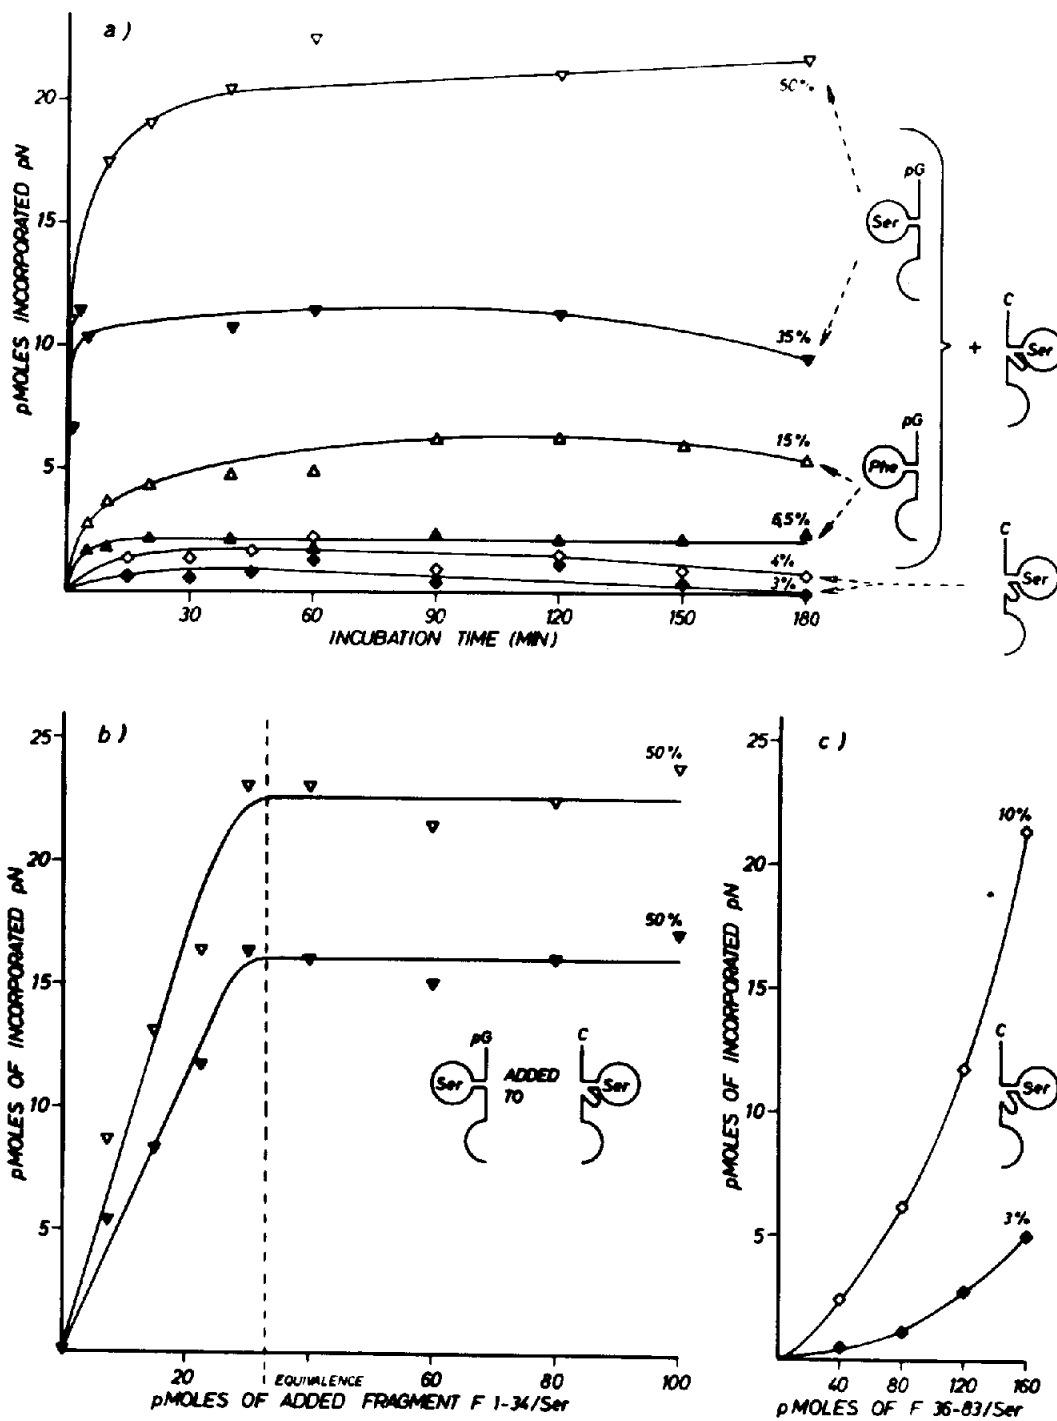 a)
pMOLES INCORPORATED pN
20
15
10
5
50%
35%
15%
6,5%
4%
3%
pG
Ser
pG
Phe
+
C
Ser
C
Ser
30
60
90
120
150
180
INCUBATION TIME (MIN)
b)
pMOLES OF INCORPORATED pN
25
20
15
10
5
50%
50%
pG
Ser
ADDED
TO
C
Ser
20
EQUIVALENCE
60
80
100
pMOLES OF ADDED FRAGMENT F 1-34/Ser
c)
pMOLES OF INCORPORATED pN
25
20
15
10
5
10%
3%
C
Ser
40
80
120
160
pMOLES OF F 36-83/Ser